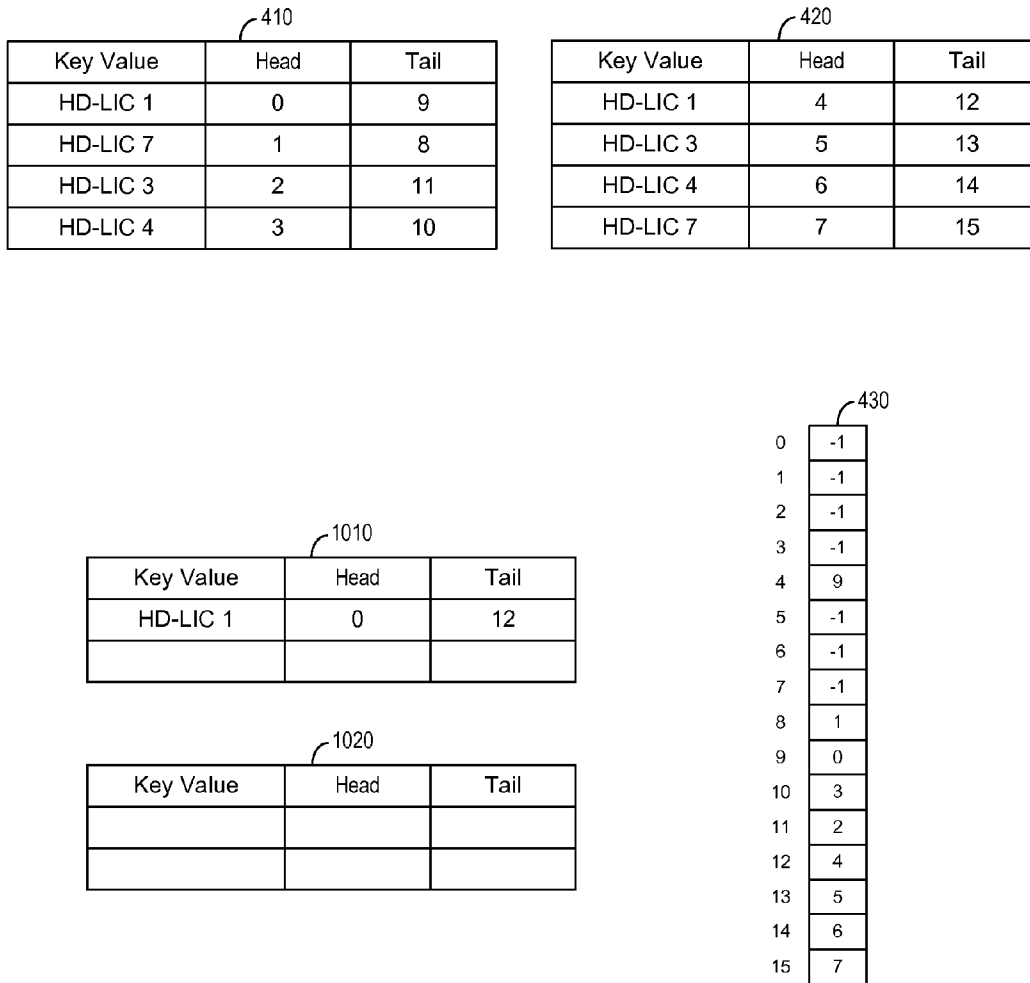 410
Key Value Head Tail
HD-LIC 1 0 9
HD-LIC 7 1 8
HD-LIC 3 2 11
HD-LIC 4 3 10
420
Key Value Head Tail
HD-LIC 1 4 12
HD-LIC 3 5 13
HD-LIC 4 6 14
HD-LIC 7 7 15
1010
Key Value Head Tail
HD-LIC 1 0 12
1020
Key Value Head Tail
430
0 -1
1 -1
2 -1
3 -1
4 9
5 -1
6 -1
7 -1
8 1
9 0
10 3
11 2
12 4
13 5
14 6
15 7